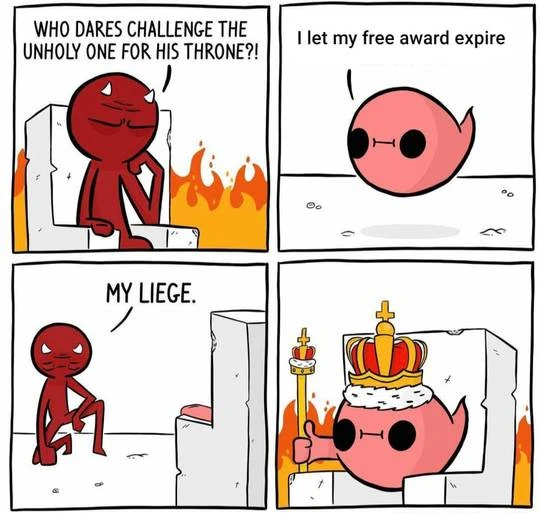 WHO DARES CHALLENGE THE
UNHOLY ONE FOR HIS THRONE?!
I let my free award expire
MY LIEGE.